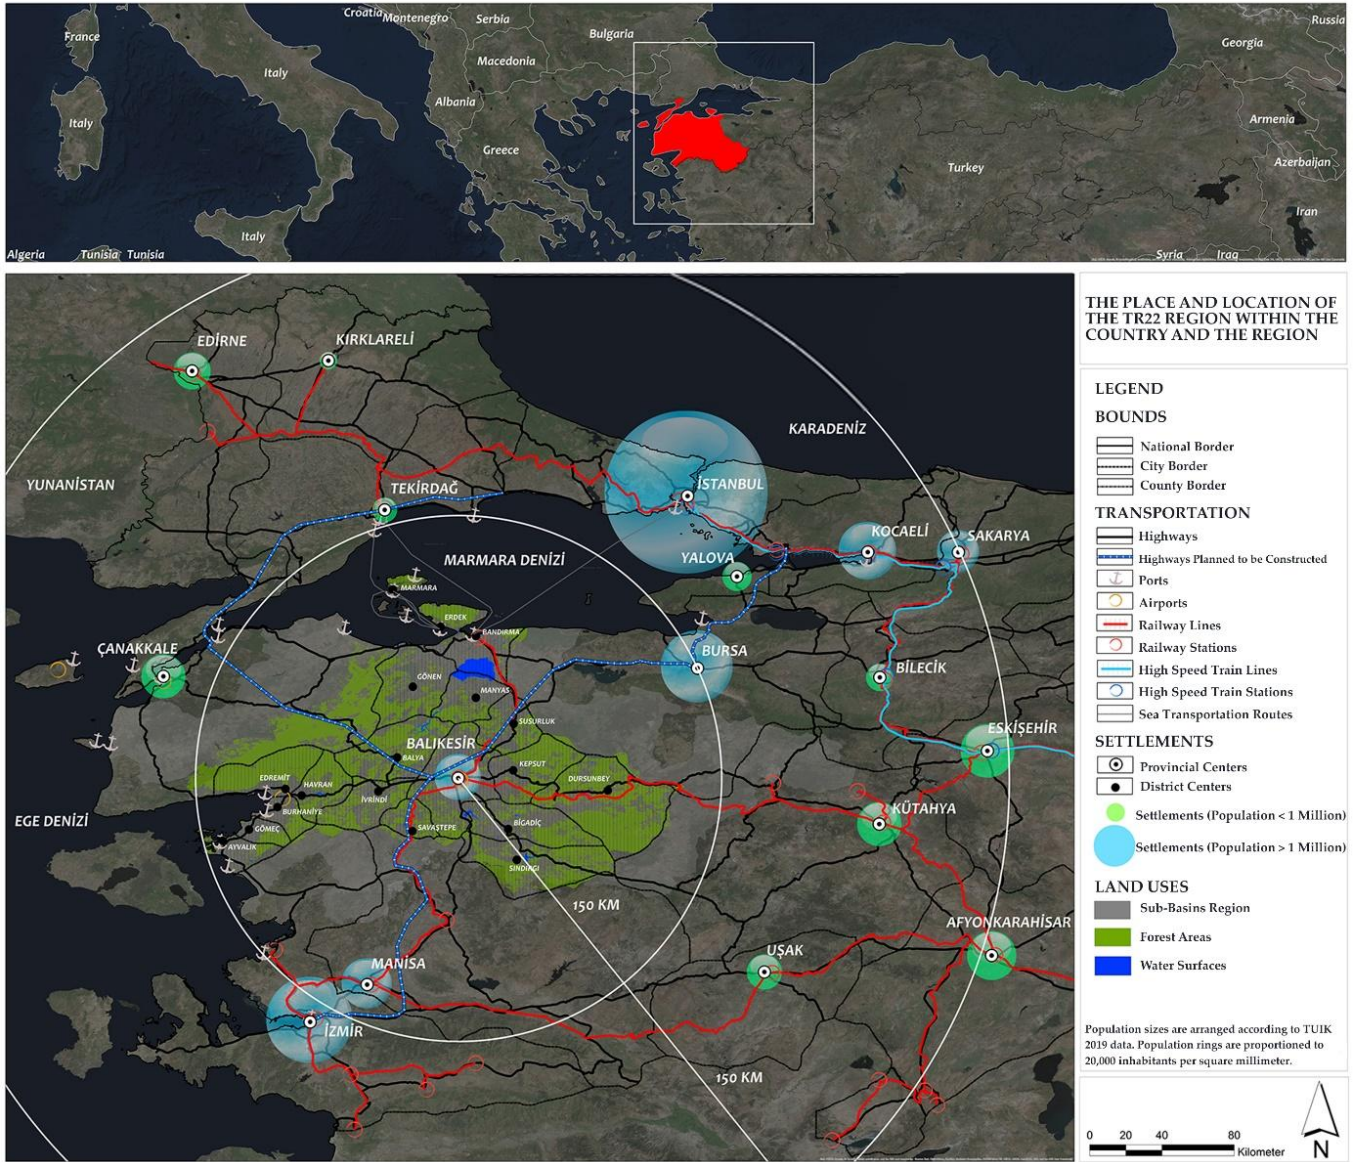 Croatia
Montenegro
Serbia
Bulgaria
Russia
France
Italy
Macedonia
Georgia
Albania
Italy
Armenia
Greece
Turkey
Azerbaijan
Italy
Iran
Algeria
Tunisia
Tunisia
Syria
Iraq
THE PLACE AND LOCATION OF
THE TR22 REGION WITHIN THE
COUNTRY AND THE REGION
EDİRNE
KIRKLARELİ
KARADENİZ
YUNANİSTAN
TEKİRDAĞ
İSTANBUL
KOCAELİ
SAKARYA
MARMARA DENİZİ
YALOVA
MARMARA
ERDEK
BANDIRMA
ÇANAKKALE
BURSA
BİLECİK
GÖNEN
MANYAS
SUSURLUK
ESKİŞEHİR
BALIKESİR
BALYA
KEPSUT
EDREMİT
HAVRAN
DURSUNBEY
İVRİNDİ
BURHANİYE
KÜTAHYA
EGE DENİZİ
GÖMEÇ
SAVAŞTEPE
BİGADİÇ
AYVALIK
SINDIRGI
150 KM
AFYONKARAHİSAR
UŞAK
MANİSA
İZMİR
150 KM
LEGEND
BOUNDS
National Border
City Border
County Border
TRANSPORTATION
Highways
Highways Planned to be Constructed
Ports
Airports
Railway Lines
Railway Stations
High Speed Train Lines
High Speed Train Stations
Sea Transportation Routes
SETTLEMENTS
Provincial Centers
District Centers
Settlements (Population < 1 Million)
Settlements (Population > 1 Million)
LAND USES
Sub-Basins Region
Forest Areas
Water Surfaces
Population sizes are arranged according to TUIK
2019 data. Population rings are proportioned to
20,000 inhabitants per square millimeter.
0 20 40 80
Kilometer
N